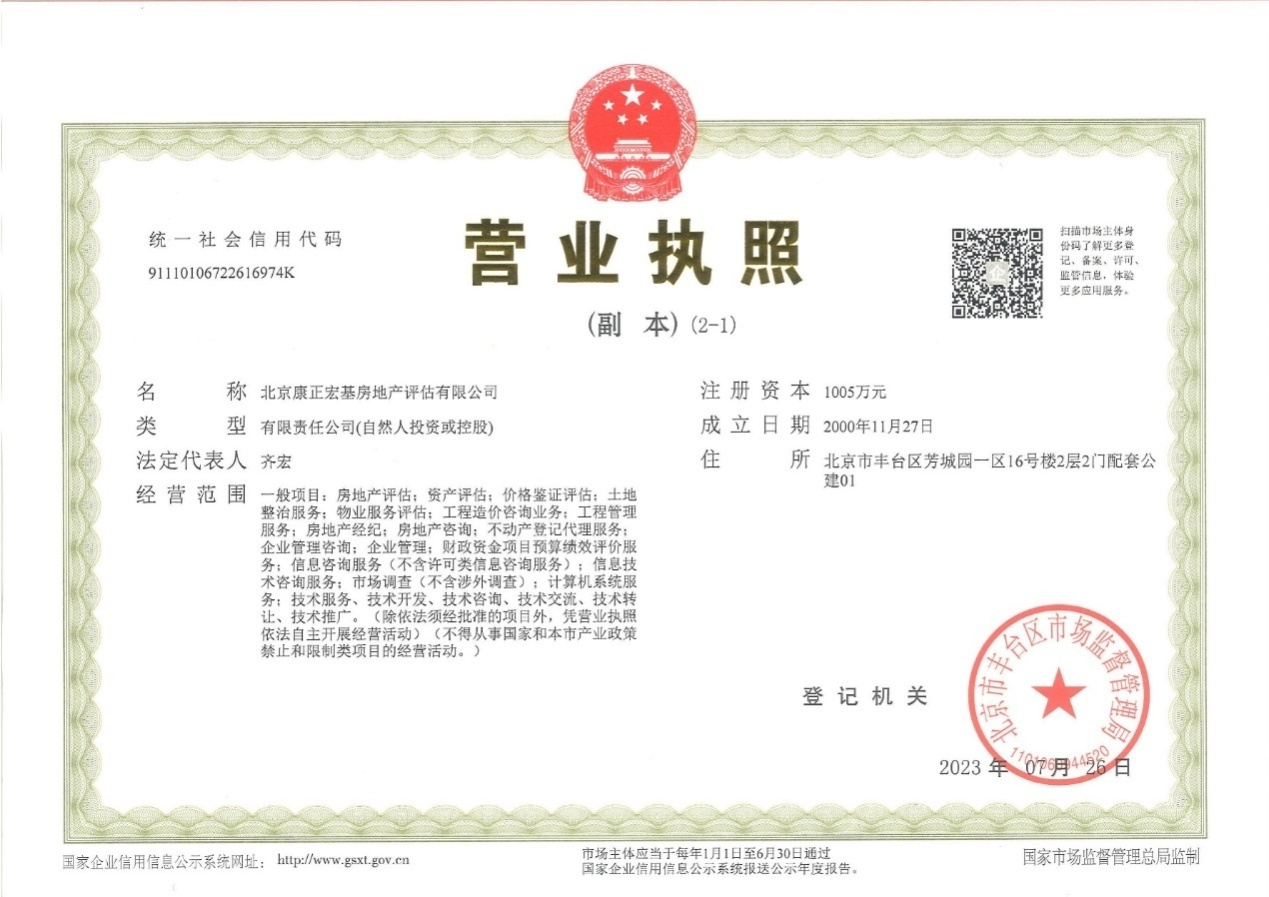 统一社会信用代码
91110106722616974K
营业执照
(副 本)(2-1)
企
扫描市场主体身
份码了解更多登
记、备案、许可、
监管信息，体验
更多应用服务。
名 称 北京康正宏基房地产评估有限公司
类 型 有限责任公司(自然人投资或控股)
法定代表人 齐宏
经营范围 一般项目：房地产评估；资产评估；价格鉴证评估；土地
整治服务；物业服务评估；工程造价咨询业务；工程管理
服务；房地产经纪；房地产咨询；不动产登记代理服务；
企业管理咨询；企业管理；财政资金项目预算绩效评价服
务；信息咨询服务（不含许可类信息咨询服务）；信息技
术咨询服务；市场调查（不含涉外调查）；计算机系统服
务；技术服务、技术开发、技术咨询、技术交流、技术转
让、技术推广。（除依法须经批准的项目外，凭营业执照
依法自主开展经营活动）（不得从事国家和本市产业政策
禁止和限制类项目的经营活动。）
注册资本 1005万元
成立日期 2000年11月27日
住 所 北京市丰台区芳城园一区16号楼2层2门配套公
建01
登记机关
北京市丰台区市场监督管理局
2023 年 07月 26日
国家企业信用信息公示系统网址： http://www.gsxt.gov.cn
市场主体应当于每年1月1日至6月30日通过
国家企业信用信息公示系统报送公示年度报告。
国家市场监督管理总局监制